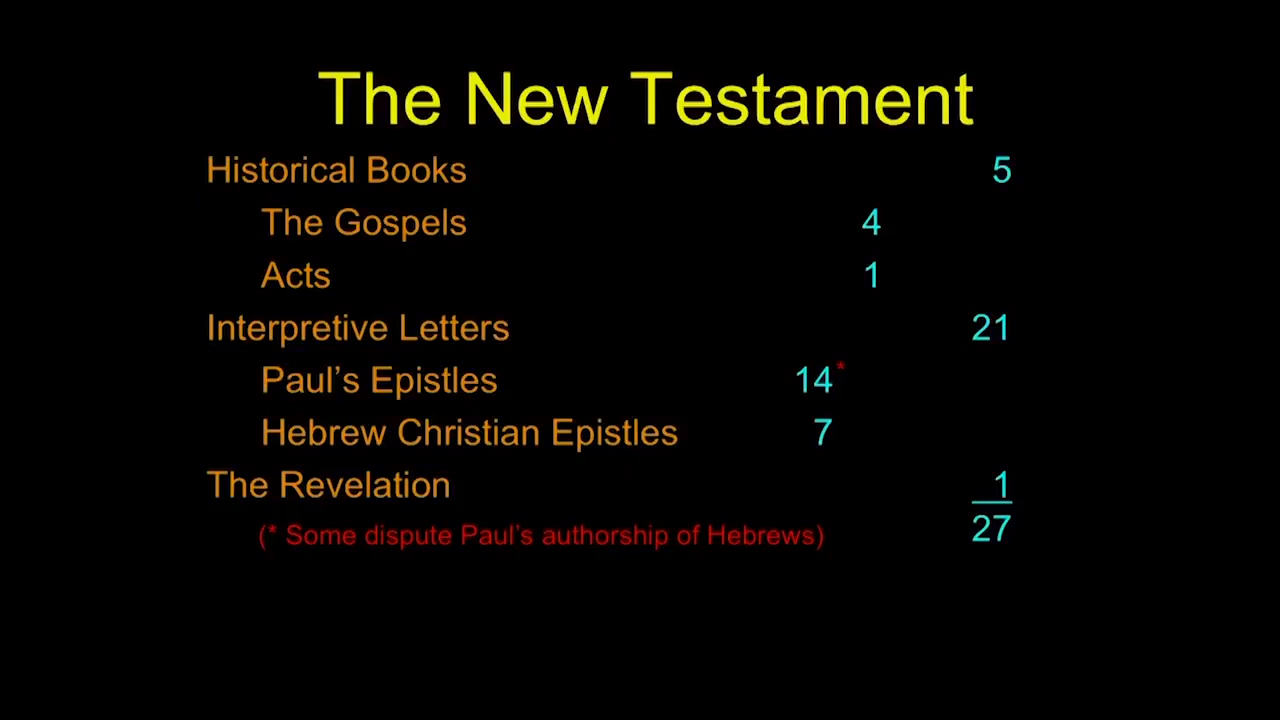 The New Testament
Historical Books 5
The Gospels 4
Acts 1
Interpretive Letters 21
Paul’s Epistles 14*
Hebrew Christian Epistles 7
The Revelation 1
(* Some dispute Paul’s authorship of Hebrews) 27